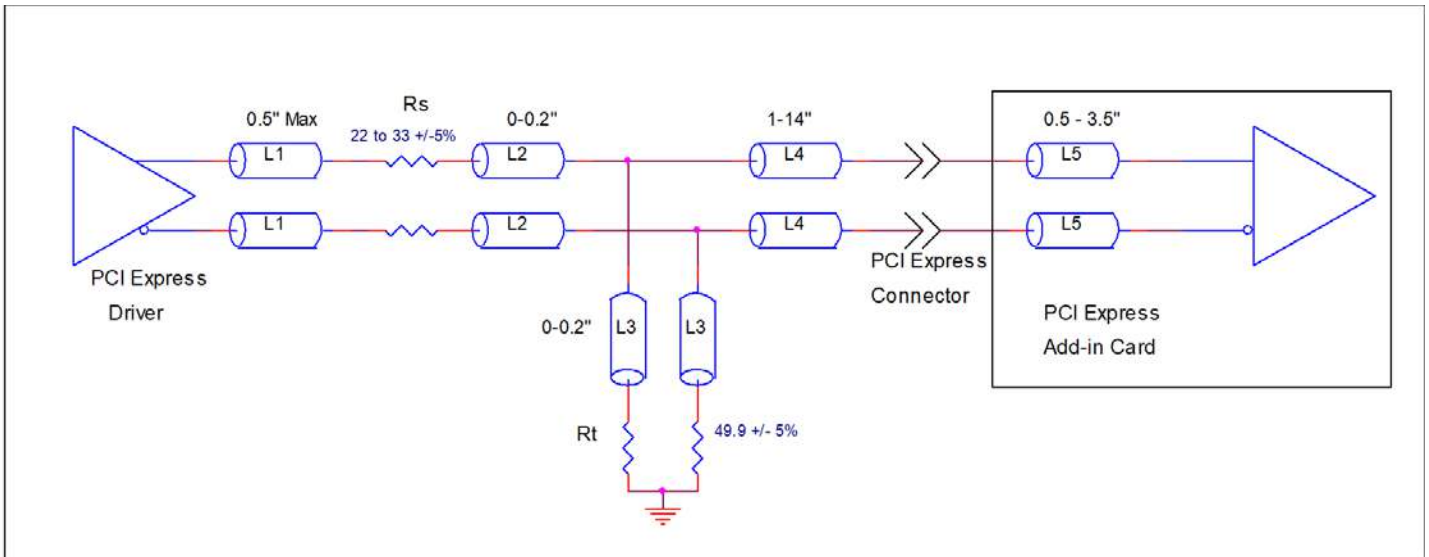 Rs
0.5" Max
22 to 33 +/-5%
0-0.2"
1-14"
0.5 - 3.5"
L1
L2
L4
L5
L1
L2
L4
L5
PCI Express
Driver
PCI Express
Connector
0-0.2"
L3
L3
PCI Express
Add-in Card
Rt
49.9 +/- 5%